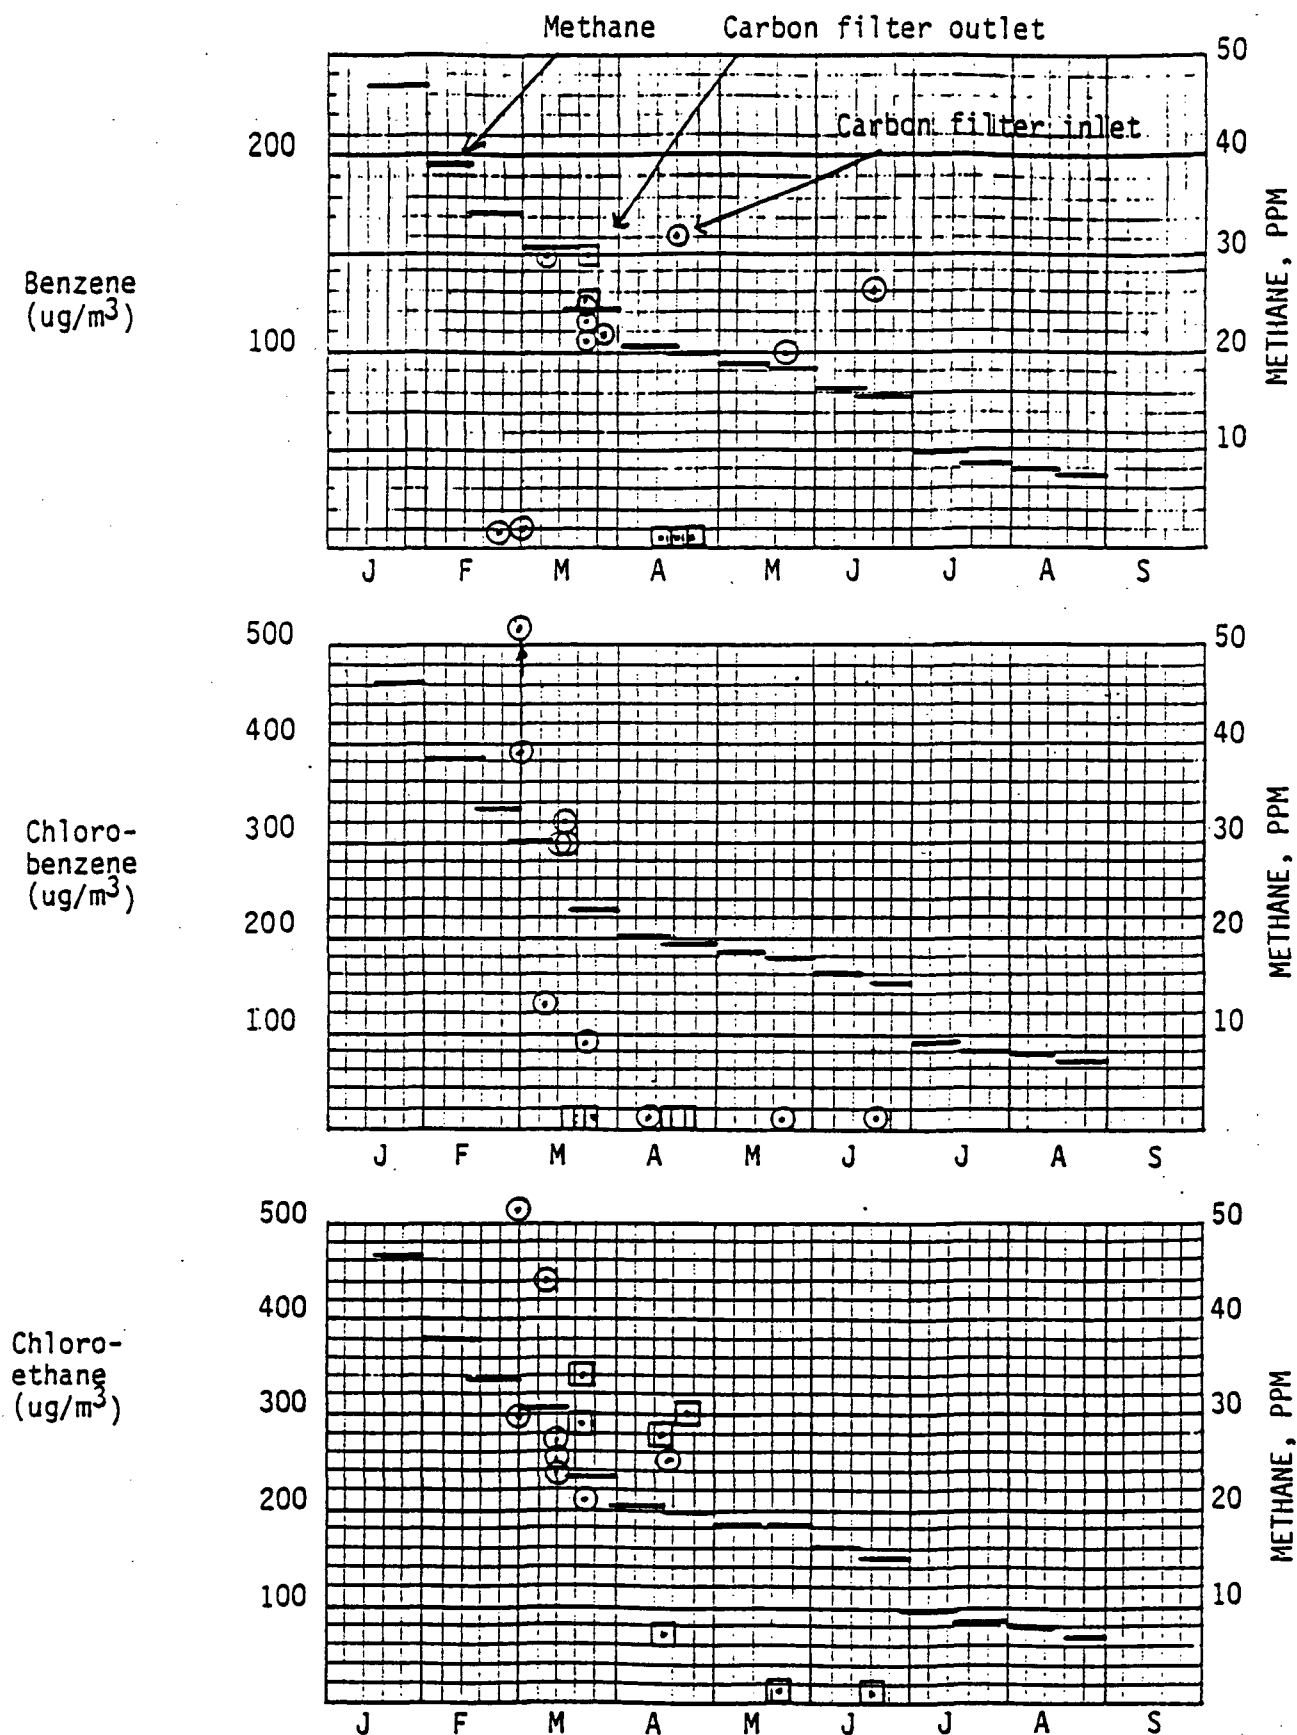 Methane Carbon filter outlet
50
Carbon filter inlet
200
40
Benzene
(ug/m3)
30
METHANE, PPM
100
20
10
J F M A M J J A S
500
50
400
40
Chloro-
benzene
(ug/m3)
300
30
METHANE, PPM
200
20
100
10
J F M A M J J A S
500
50
400
40
Chloro-
ethane
(ug/m3)
300
30
METHANE, PPM
200
20
100
10
J F M A M J J A S